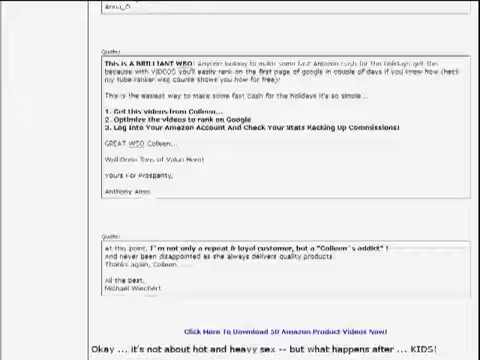 Anna_D
Quote:
This is A BRILLIANT WSO! Anyone looking to make some fast Amazon cash for the holidays get this
because with VIDEOS you'll easily rank on the first page of google in couple of days if you know how (heck
my tube ranker wso course shows you how for free)!
This is the easiest way to make some fast cash for the holidays it's so simple...
1. Get this videos from Colleen...
2. Optimize the videos to rank on Google
3. Log Into Your Amazon Account And Check Your Stats Racking Up Commissions!
GREAT WSO Colleen...
Well Done Tons of Value Here!
Yours For Prosperity,
Anthony Aires
Quote:
at this point, I'm not only a repeat & loyal customer, but a "Colleen's addict" !
And never been disappointed as she always delivers quality products.
Thanks again, Colleen
All the best,
Michael Wiechert
Click Here To Download 50 Amazon Product Videos Now!
Okay ... it's not about hot and heavy sex -- but what happens after ... KIDS!